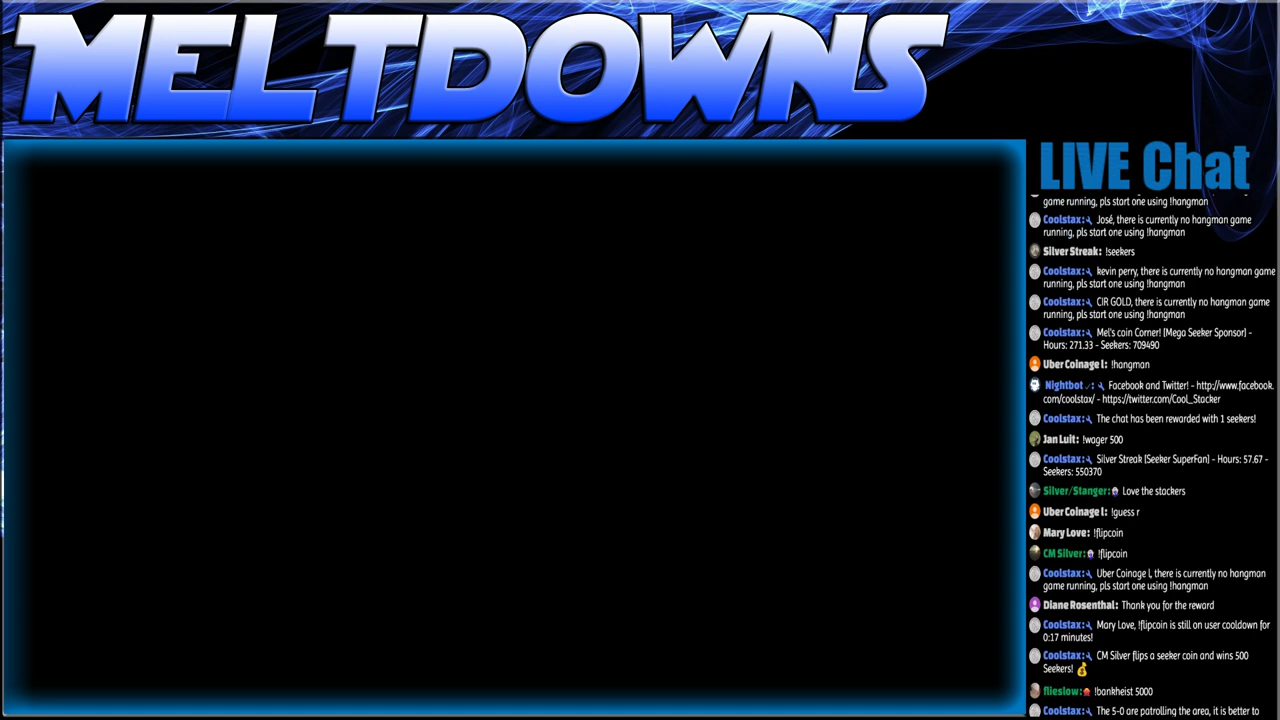 MELTDOWNS
LIVE Chat
game running, pls start one using !hangman
Coolstax: José, there is currently no hangman game
running, pls start one using !hangman
Silver Streak: !seekers
Coolstax: kevin perry, there is currently no hangman game
running, pls start one using !hangman
Coolstax: CIR GOLD, there is currently no hangman game
running, pls start one using !hangman
Coolstax: Mel's coin Corner! [Mega Seeker Sponsor] -
Hours: 271.33 - Seekers: 709490
Uber Coinage l: !hangman
Nightbot ✓: Facebook and Twitter! - http://www.facebook.
com/coolstax/ - https://twitter.com/Cool_Stacker
Coolstax: The chat has been rewarded with 1 seekers!
Jan Luit: !wager 500
Coolstax: Silver Streak [Seeker SuperFan] - Hours: 57.67 -
Seekers: 550370
Silver/Stanger: Love the stackers
Uber Coinage l: !guess r
Mary Love: !flipcoin
CM Silver: !flipcoin
Coolstax: Uber Coinage l, there is currently no hangman
game running, pls start one using !hangman
Diane Rosenthal: Thank you for the reward
Coolstax: Mary Love, !flipcoin is still on user cooldown for
0:17 minutes!
Coolstax: CM Silver flips a seeker coin and wins 500
Seekers! 💰
flieslow: !bankheist 5000
Coolstax: The 5-0 are patrolling the area, it is better to